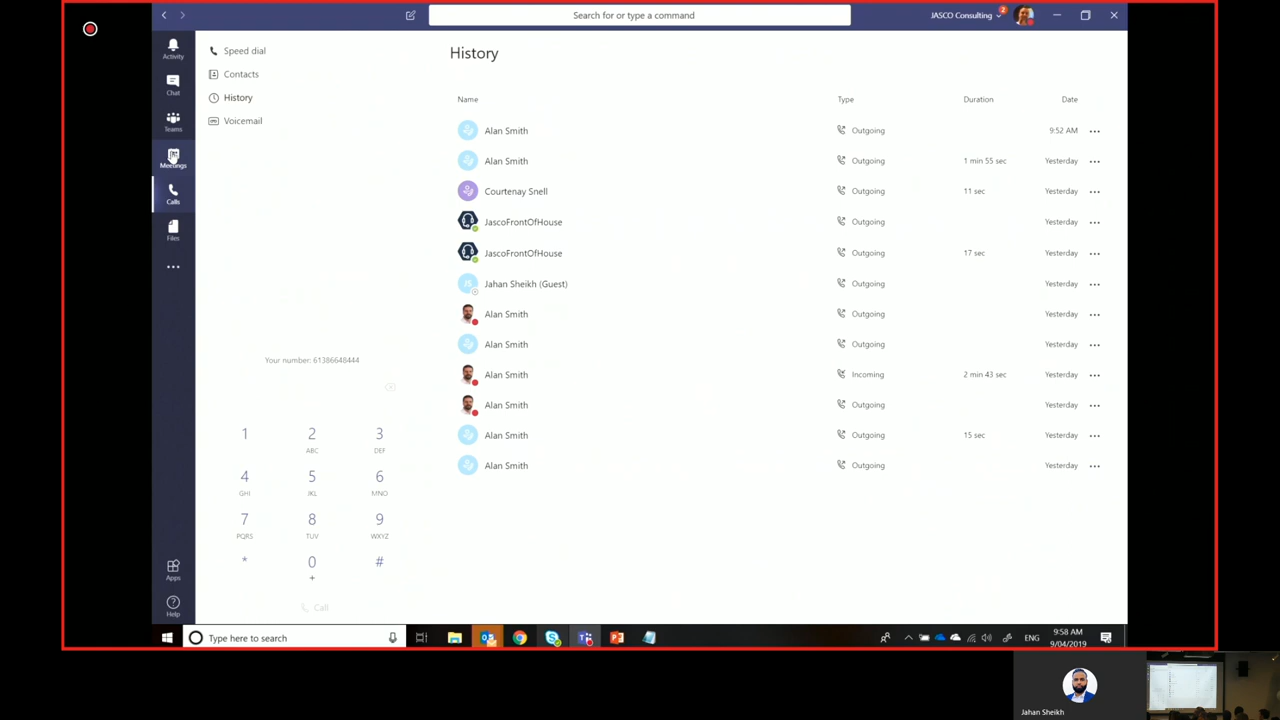 Search for or type a command
JASCO Consulting
2
Activity
Chat
Teams
Meetings
Calls
Files
Apps
Help
Speed dial
Contacts
History
Voicemail
Your number: 61386648444
1
2
ABC
3
DEF
4
GHI
5
JKL
6
MNO
7
PQRS
8
TUV
9
WXYZ
*
0
+
#
Call
History
Name Type Duration Date
Alan Smith Outgoing 9:52 AM
Alan Smith Outgoing 1 min 55 sec Yesterday
Courtenay Snell Outgoing 11 sec Yesterday
JascoFrontOfHouse Outgoing Yesterday
JascoFrontOfHouse Outgoing 17 sec Yesterday
Jahan Sheikh (Guest) Outgoing Yesterday
Alan Smith Outgoing Yesterday
Alan Smith Outgoing Yesterday
Alan Smith Incoming 2 min 43 sec Yesterday
Alan Smith Outgoing Yesterday
Alan Smith Outgoing 15 sec Yesterday
Alan Smith Outgoing Yesterday
Type here to search
ENG
9:58 AM
9/04/2019
Jahan Sheikh